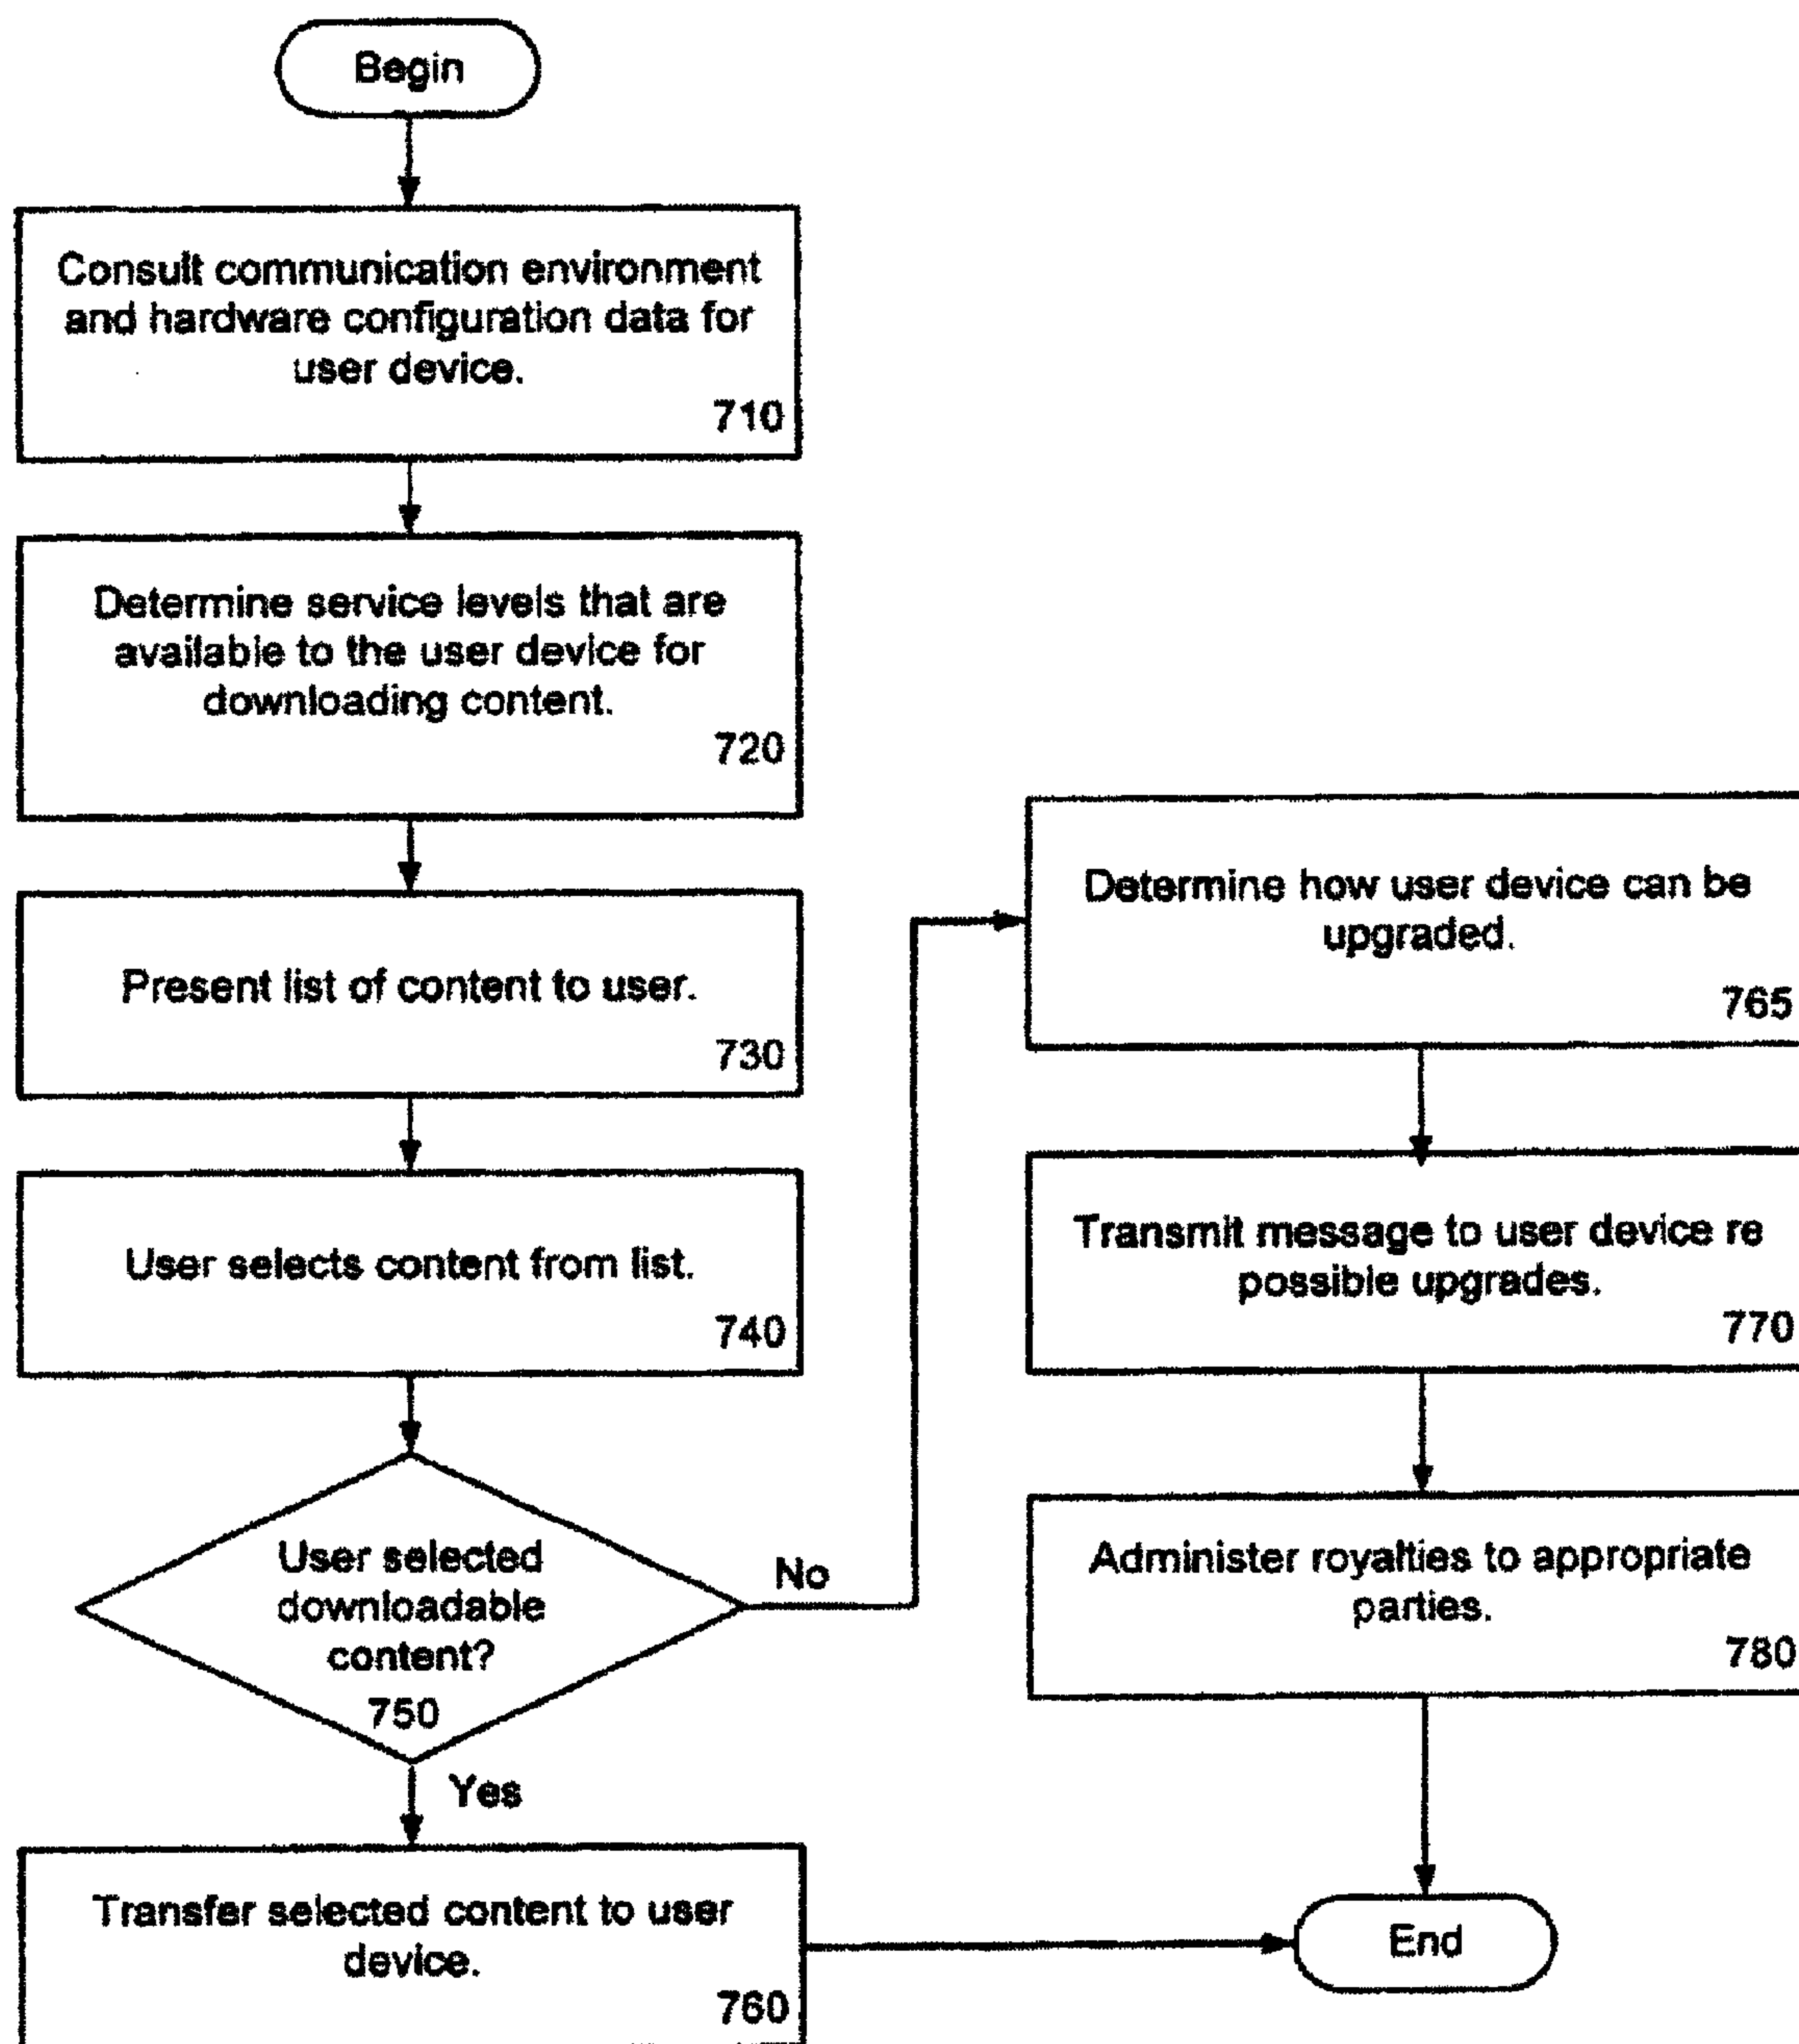 Begin
Consult communication environment
and hardware configuration data for
user device.
710
Determine service levels that are
available to the user device for
downloading content.
720
Present list of content to user.
730
User selects content from list.
740
User selected
downloadable
content?
750
No
Yes
Transfer selected content to user
device.
760
Determine how user device can be
upgraded.
765
Transmit message to user device re
possible upgrades.
770
Administer royalties to appropriate
parties.
780
End